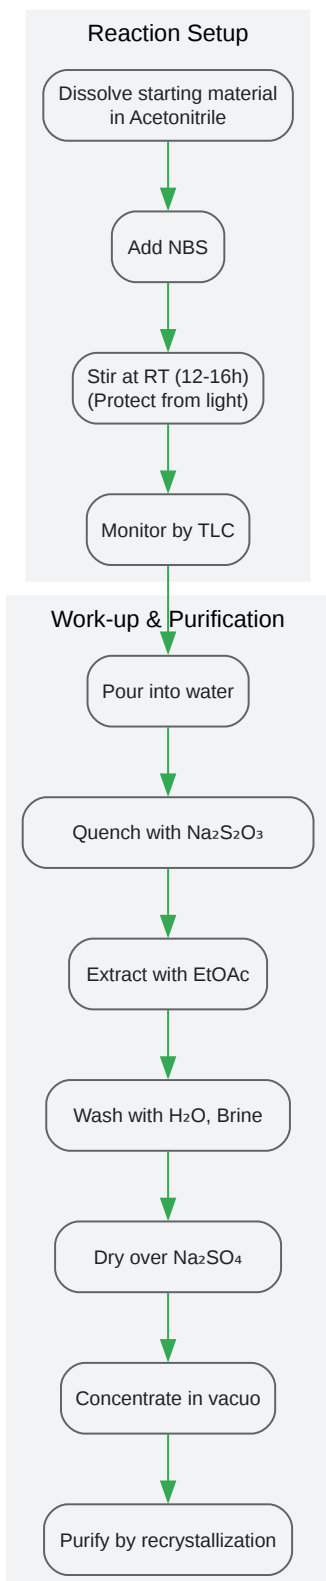 Reaction Setup
Dissolve starting material
in Acetonitrile
Add NBS
Stir at RT (12-16h)
(Protect from light)
Monitor by TLC
Work-up & Purification
Pour into water
Quench with Na₂S₂O₃
Extract with EtOAc
Wash with H₂O, Brine
Dry over Na₂SO₄
Concentrate in vacuo
Purify by recrystallization